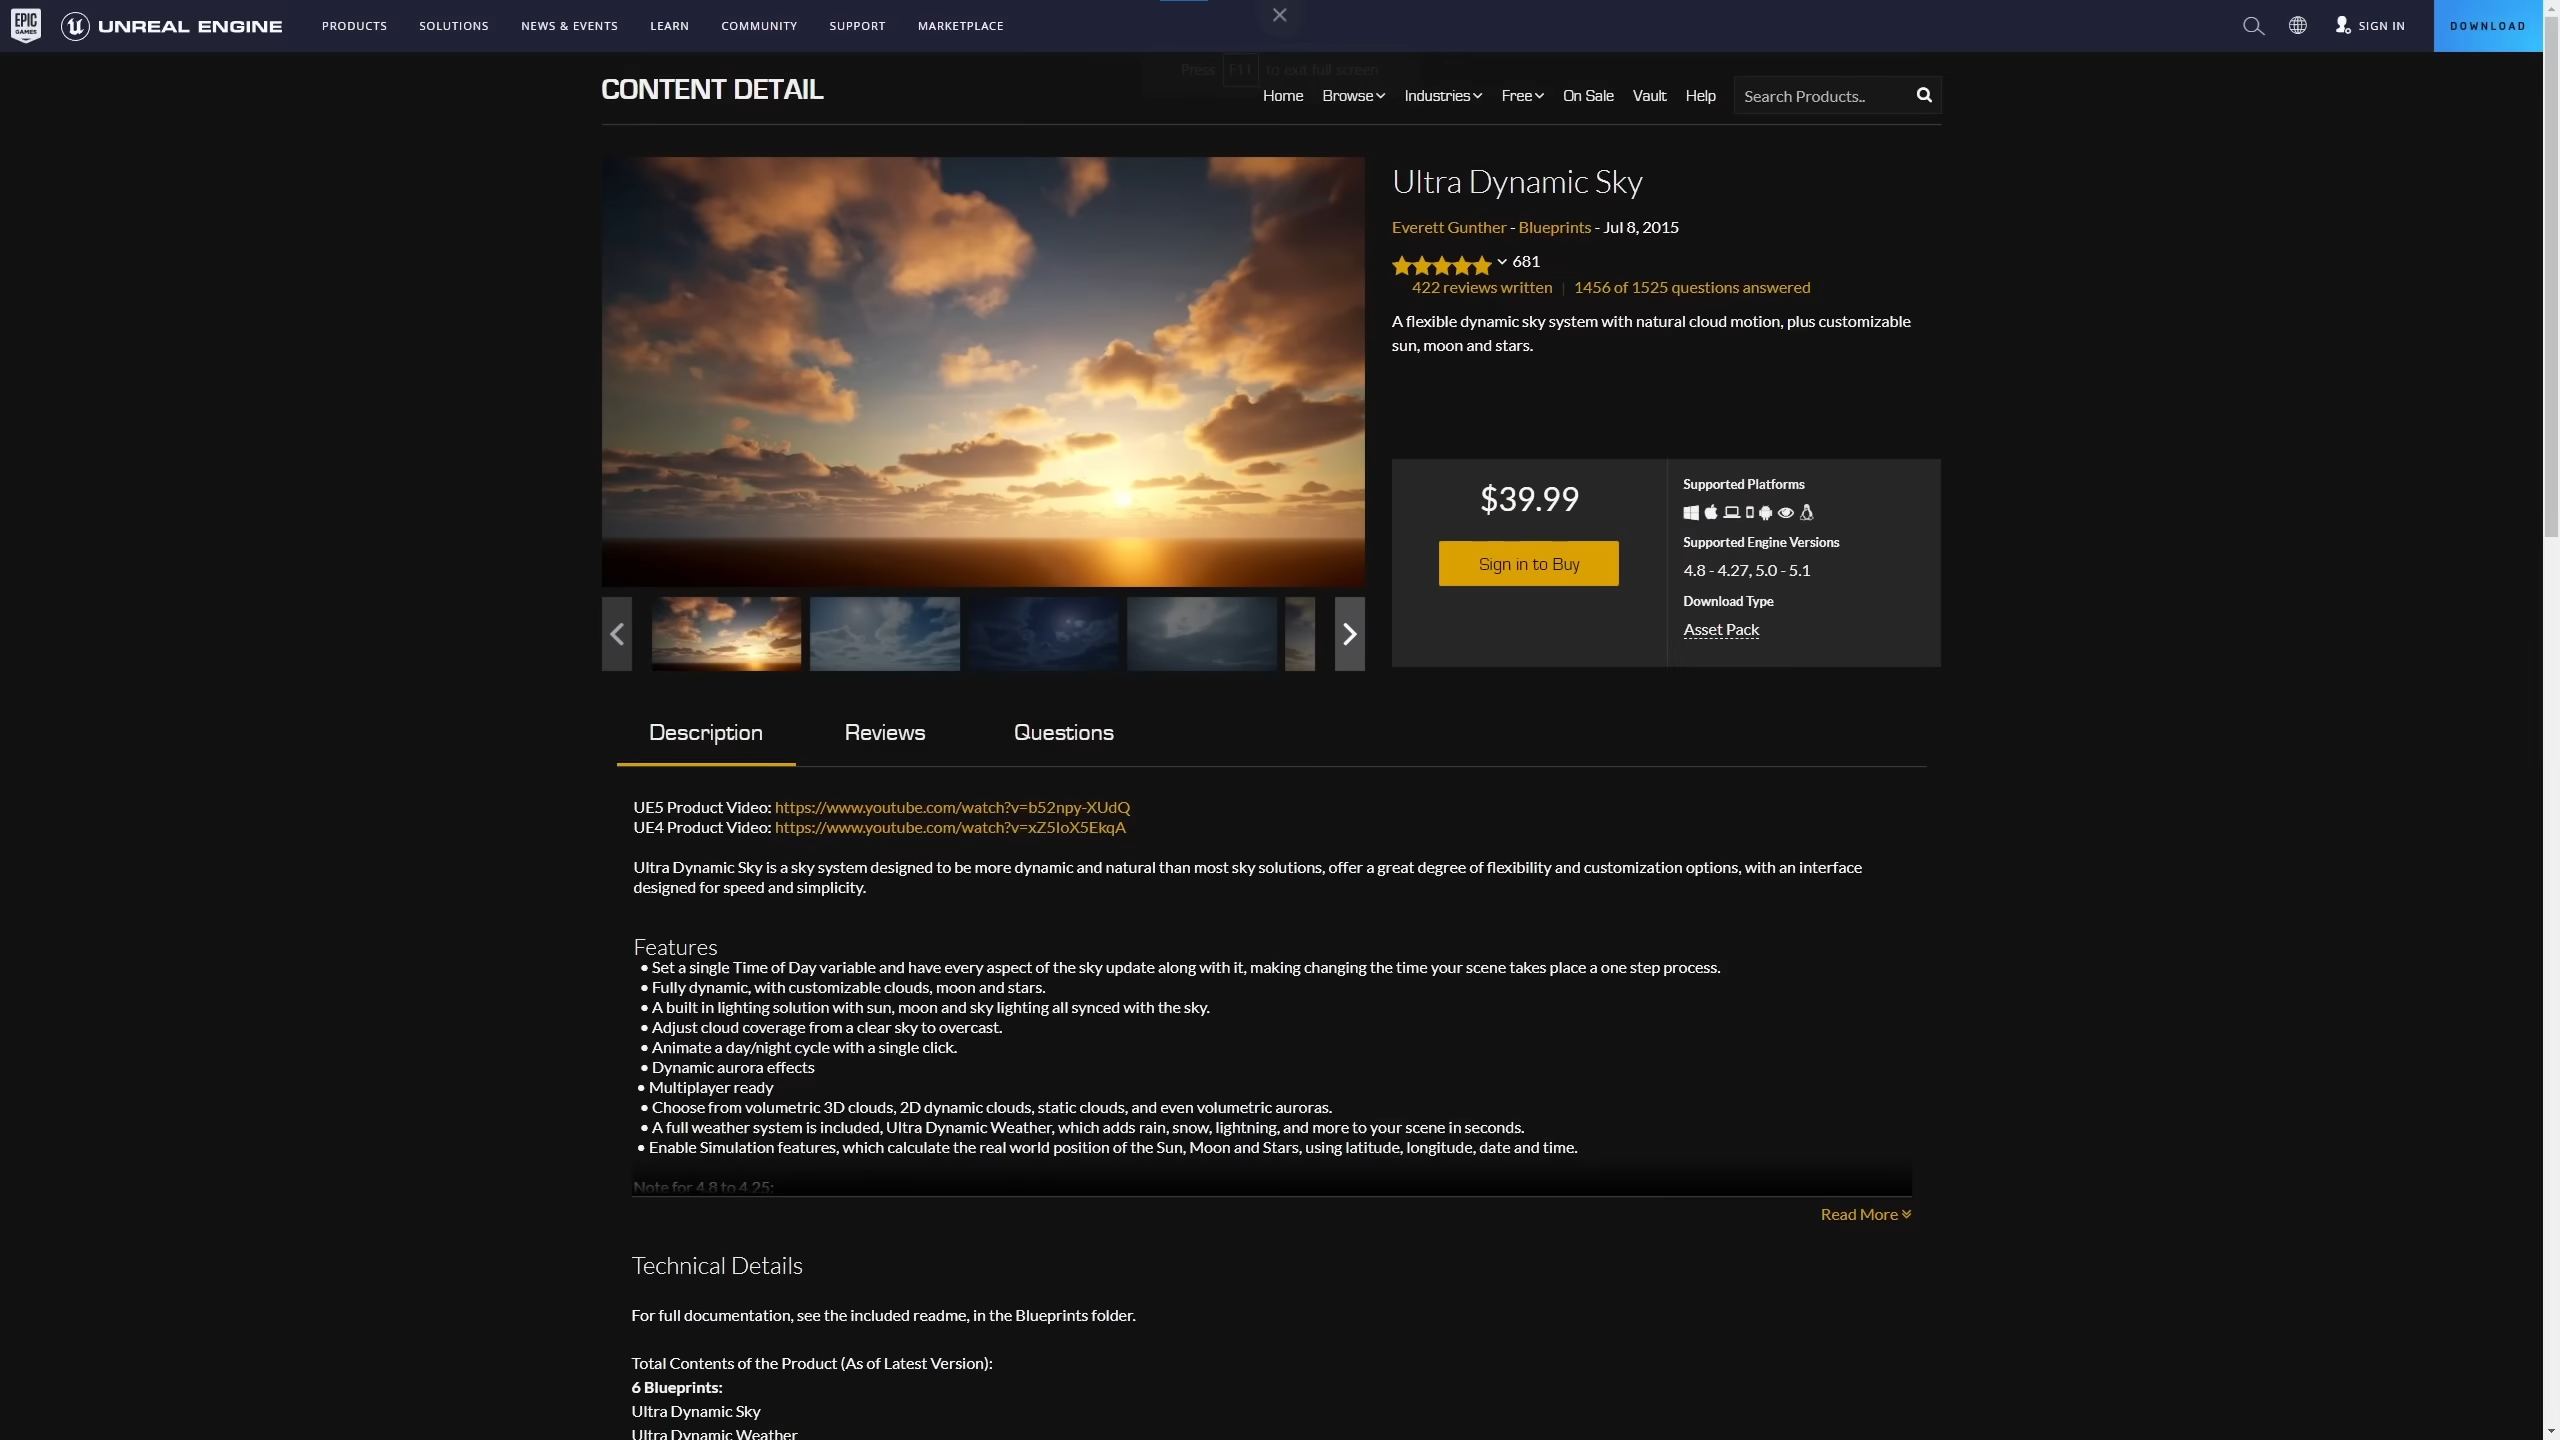 EPIC GAMES
UNREAL ENGINE
PRODUCTS
SOLUTIONS
NEWS & EVENTS
LEARN
COMMUNITY
SUPPORT
MARKETPLACE
SIGN IN
DOWNLOAD
Press F11 to exit full screen
CONTENT DETAIL
Home
Browse
Industries
Free
On Sale
Vault
Help
Search Products..
Ultra Dynamic Sky
Everett Gunther - Blueprints - Jul 8, 2015
681
422 reviews written | 1456 of 1525 questions answered
A flexible dynamic sky system with natural cloud motion, plus customizable
sun, moon and stars.
$39.99
Sign in to Buy
Supported Platforms
Supported Engine Versions
4.8 - 4.27, 5.0 - 5.1
Download Type
Asset Pack
Description
Reviews
Questions
UE5 Product Video: https://www.youtube.com/watch?v=b52npy-XUdQ
UE4 Product Video: https://www.youtube.com/watch?v=xZ5IoX5EkqA
Ultra Dynamic Sky is a sky system designed to be more dynamic and natural than most sky solutions, offer a great degree of flexibility and customization options, with an interface
designed for speed and simplicity.
Features
• Set a single Time of Day variable and have every aspect of the sky update along with it, making changing the time your scene takes place a one step process.
• Fully dynamic, with customizable clouds, moon and stars.
• A built in lighting solution with sun, moon and sky lighting all synced with the sky.
• Adjust cloud coverage from a clear sky to overcast.
• Animate a day/night cycle with a single click.
• Dynamic aurora effects
• Multiplayer ready
• Choose from volumetric 3D clouds, 2D dynamic clouds, static clouds, and even volumetric auroras.
• A full weather system is included, Ultra Dynamic Weather, which adds rain, snow, lightning, and more to your scene in seconds.
• Enable Simulation features, which calculate the real world position of the Sun, Moon and Stars, using latitude, longitude, date and time.
Note for 4.8 to 4.25:
Read More
Technical Details
For full documentation, see the included readme, in the Blueprints folder.
Total Contents of the Product (As of Latest Version):
6 Blueprints:
Ultra Dynamic Sky
Ultra Dynamic Weather